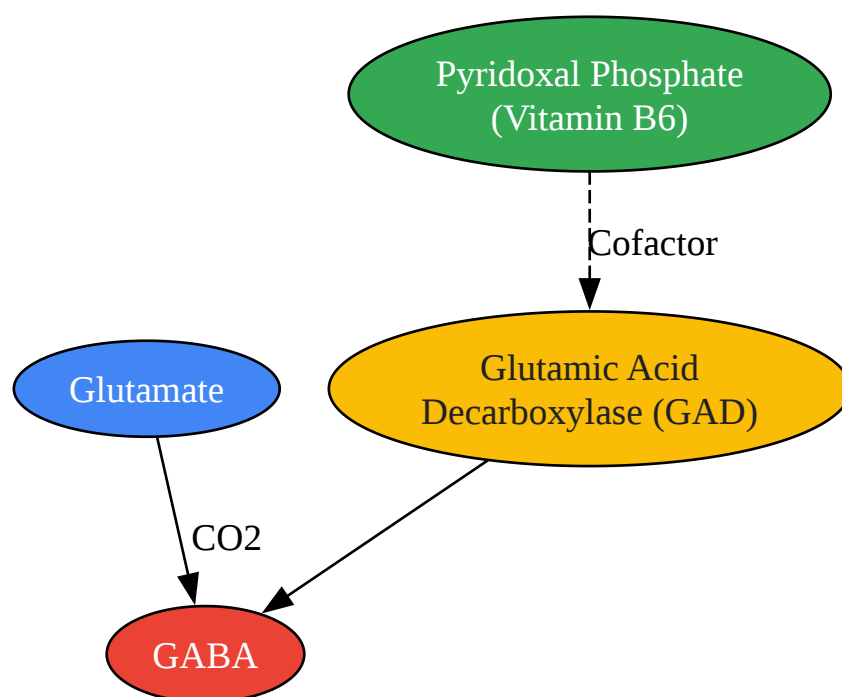 Pyridoxal Phosphate
(Vitamin B6)
Cofactor
Glutamate
Glutamic Acid
Decarboxylase (GAD)
CO2
GABA